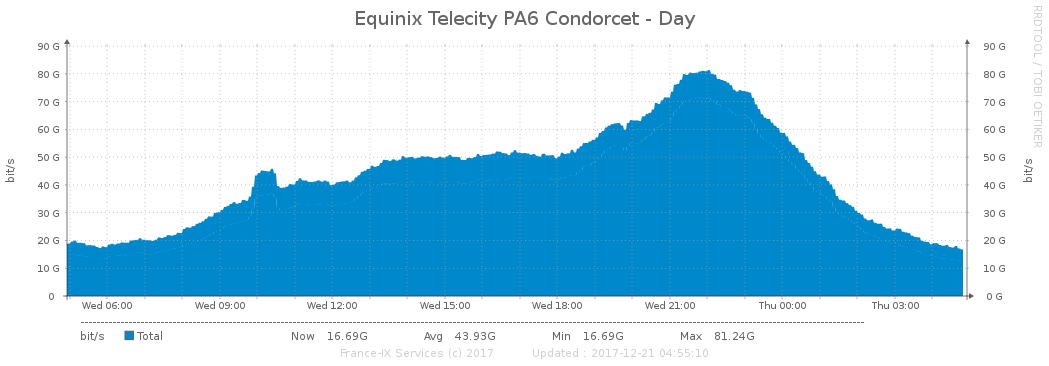 Equinix Telecity PA6 Condorcet - Day
RRDTOOL / TOBI OETIKER
90 G 90 G
80 G 80 G
70 G 70 G
60 G 60 G
50 G 50 G
40 G 40 G
30 G 30 G
20 G 20 G
10 G 10 G
0 0 G
bit/s bit/s
Wed 06:00 Wed 09:00 Wed 12:00 Wed 15:00 Wed 18:00 Wed 21:00 Thu 00:00 Thu 03:00
bit/s Total Now 16.69G Avg 43.93G Min 16.69G Max 81.24G
France-IX Services (c) 2017 Updated : 2017-12-21 04:55:10